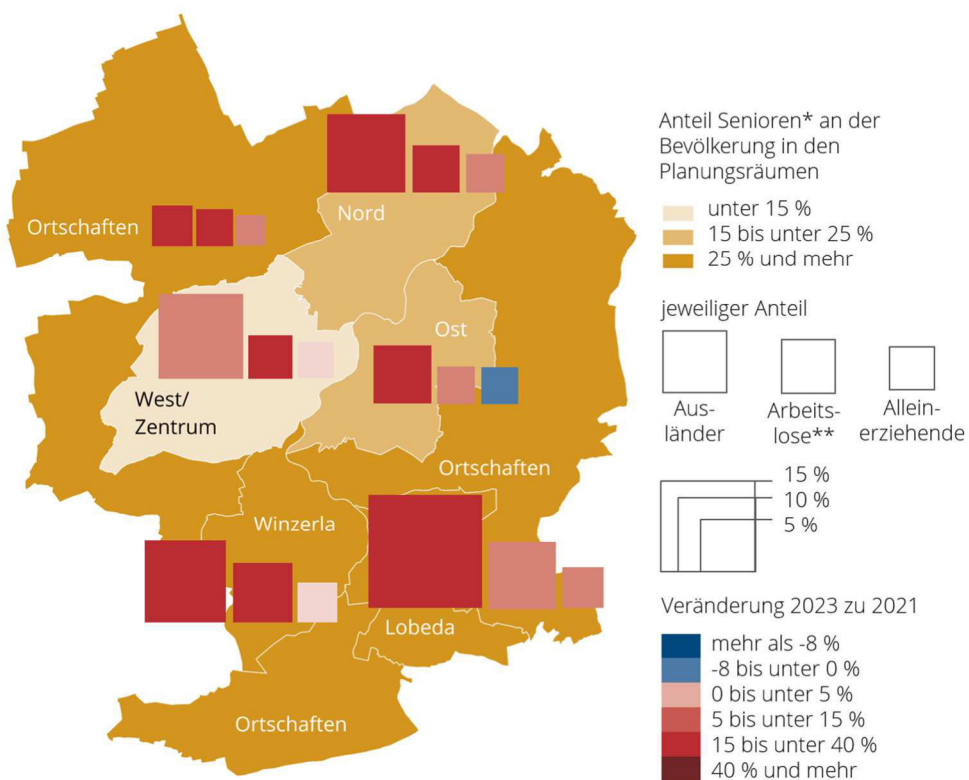 Anteil Senioren* an der
Bevölkerung in den
Planungsräumen
unter 15 %
15 bis unter 25 %
25 % und mehr
jeweiliger Anteil
Aus-
länder
Arbeits-
lose**
Allein-
erziehende
15 %
10 %
5 %
Veränderung 2023 zu 2021
mehr als -8 %
-8 bis unter 0 %
0 bis unter 5 %
5 bis unter 15 %
15 bis unter 40 %
40 % und mehr
Nord
Ortschaften
Ost
West/
Zentrum
Ortschaften
Winzerla
Lobeda
Ortschaften